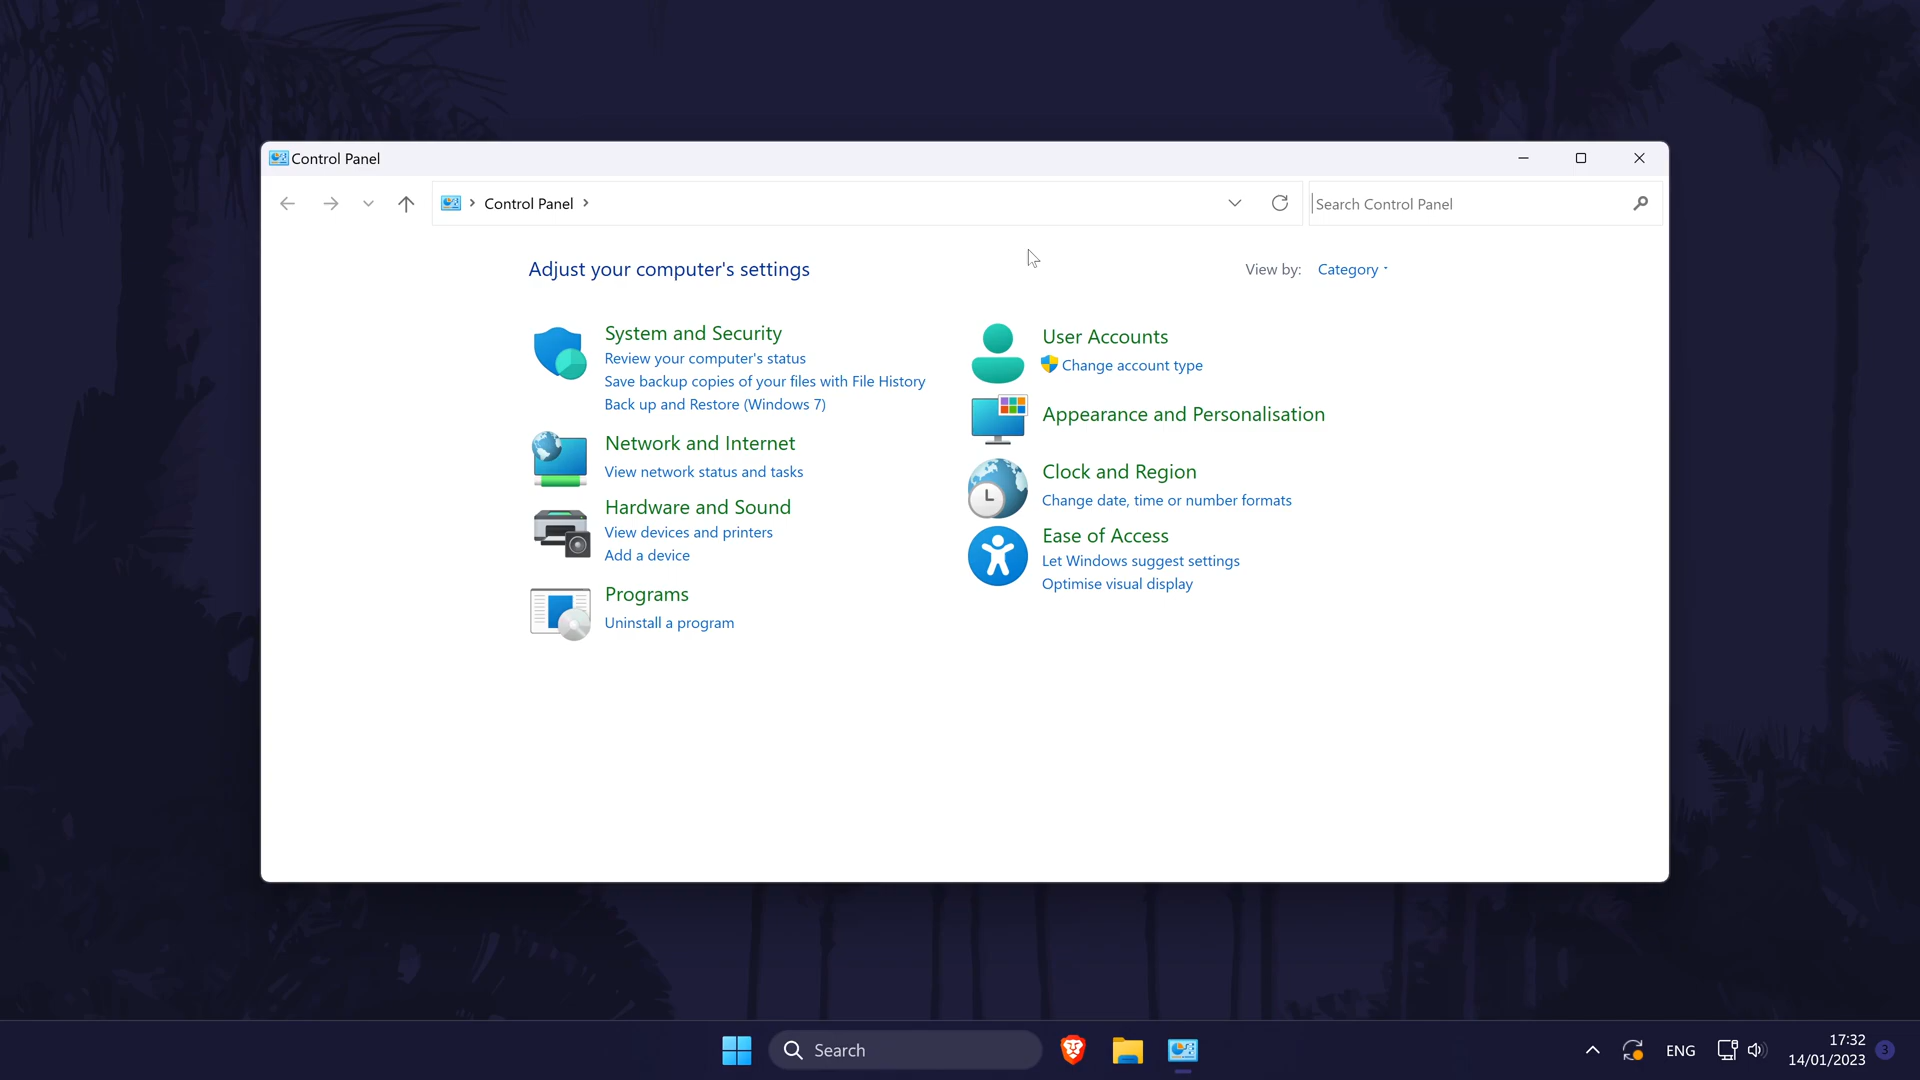 Control Panel
Control Panel
Search Control Panel
Adjust your computer's settings
View by: Category
System and Security
Review your computer's status
Save backup copies of your files with File History
Back up and Restore (Windows 7)
Network and Internet
View network status and tasks
Hardware and Sound
View devices and printers
Add a device
Programs
Uninstall a program
User Accounts
Change account type
Appearance and Personalisation
Clock and Region
Change date, time or number formats
Ease of Access
Let Windows suggest settings
Optimise visual display
Search
ENG
17:32
14/01/2023
3